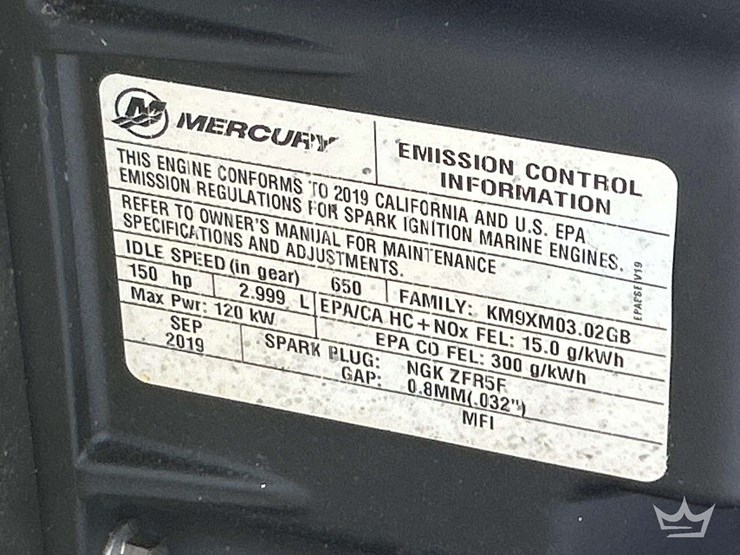 MERCURY
EMISSION CONTROL
INFORMATION
THIS ENGINE CONFORMS TO 2019 CALIFORNIA AND U.S. EPA
EMISSION REGULATIONS FOR SPARK IGNITION MARINE ENGINES.
REFER TO OWNER'S MANUAL FOR MAINTENANCE
SPECIFICATIONS AND ADJUSTMENTS.
IDLE SPEED (in gear) 650 FAMILY: KM9XM03.02GB
150 hp 2.999 L EPA/CA HC+NOx FEL: 15.0 g/kWh
Max Pwr: 120 kW EPA CO FEL: 300 g/kWh
SEP
2019
SPARK PLUG: NGK ZFR5F
GAP: 0.8MM(.032")
MFI